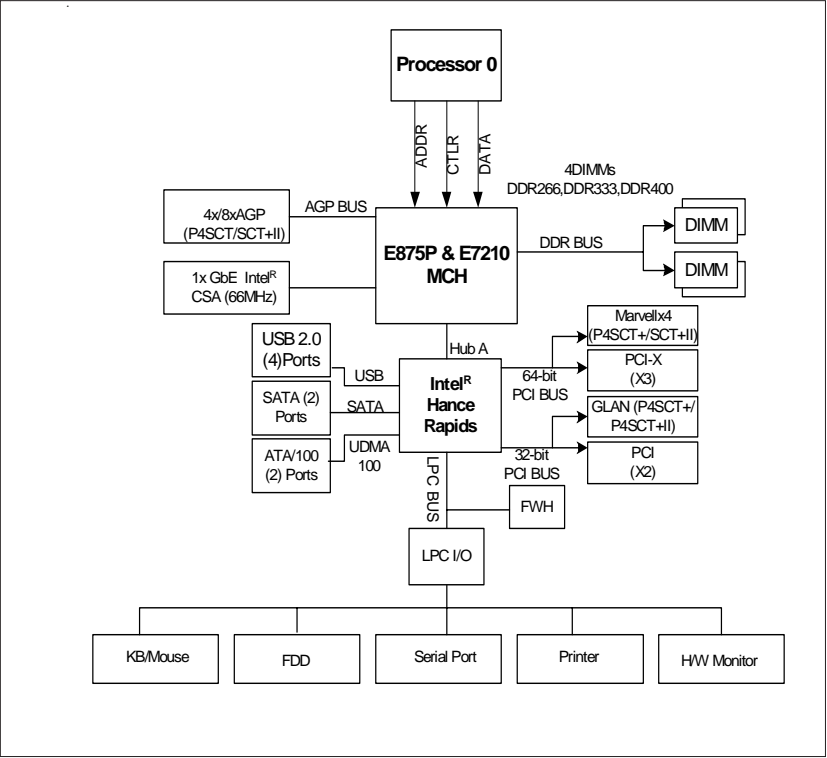 Processor 0
ADDR
CTLR
DATA
4DIMMs
DDR266,DDR333,DDR400
4x/8xAGP
(P4SCT/SCT+II)
AGP BUS
E875P & E7210
MCH
DDR BUS
DIMM
DIMM
1x GbE Intel^R
CSA (66MHz)
Hub A
USB 2.0
(4)Ports
USB
SATA (2)
Ports
SATA
ATA/100
(2) Ports
UDMA
100
Intel^R
Hance
Rapids
Marvellx4
(P4SCT+/SCT+II)
64-bit
PCI BUS
PCI-X
(X3)
GLAN (P4SCT+/
P4SCT+II)
32-bit
PCI BUS
PCI
(X2)
LPC BUS
FWH
LPC I/O
KB/Mouse
FDD
Serial Port
Printer
H/W Monitor